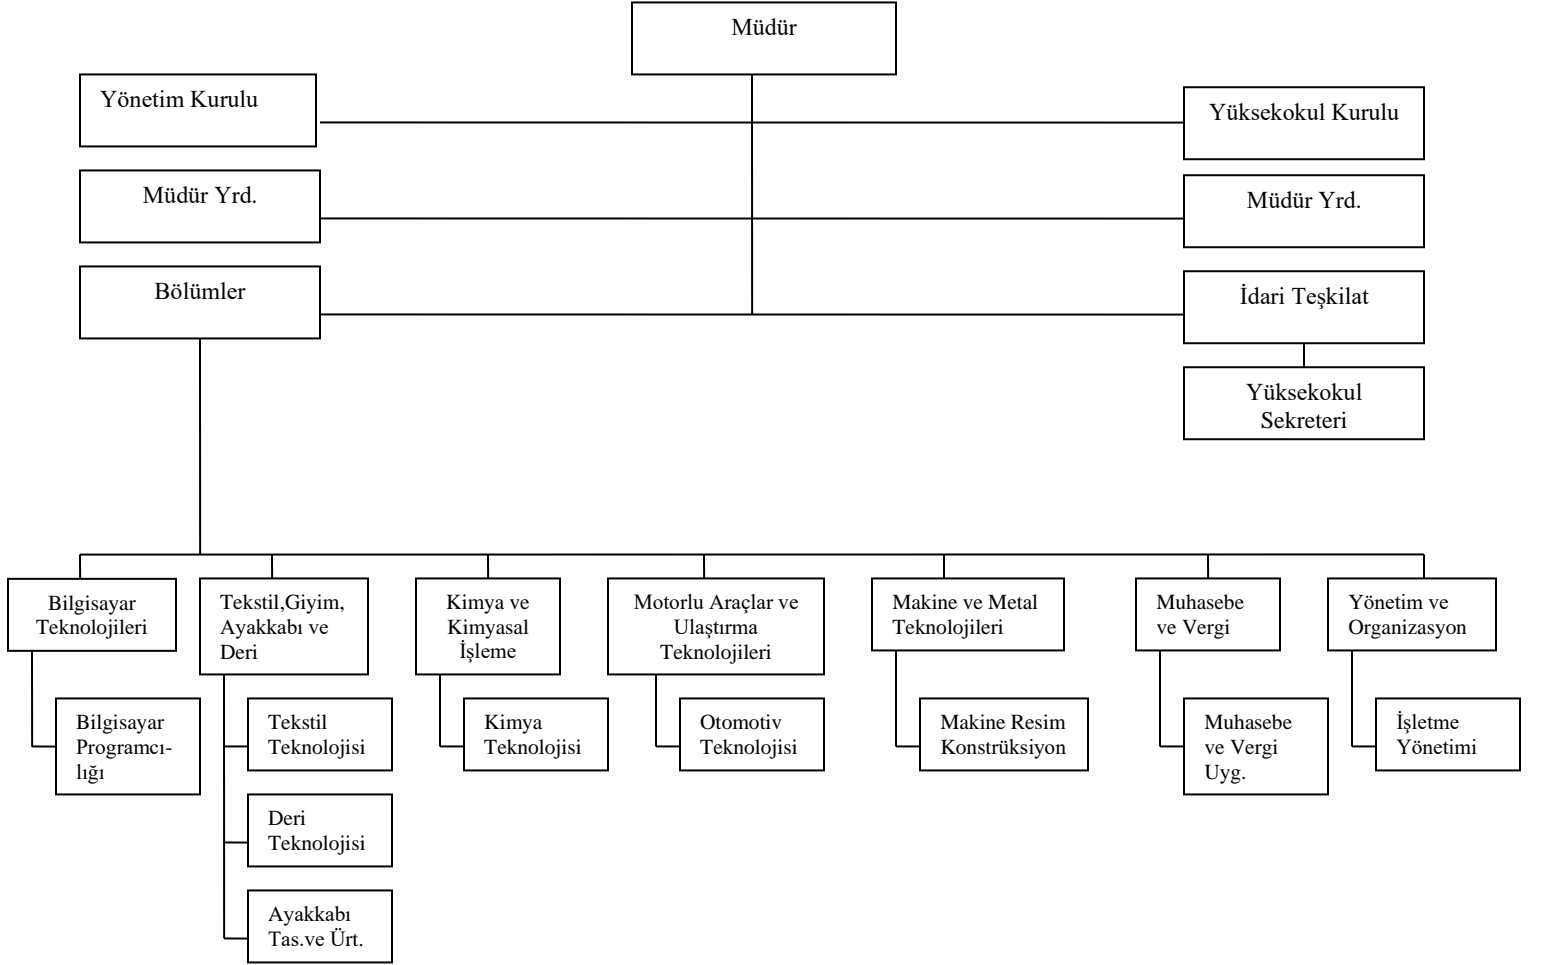 Müdür
Yönetim Kurulu
Yüksekokul Kurulu
Müdür Yrd.
Müdür Yrd.
Bölümler
İdari Teşkilat
Yüksekokul
Sekreteri
Bilgisayar
Teknolojileri
Tekstil,Giyim,
Ayakkabı ve
Deri
Kimya ve
Kimyasal
İşleme
Motorlu Araçlar ve
Ulaştırma
Teknolojileri
Makine ve Metal
Teknolojileri
Muhasebe
ve Vergi
Yönetim ve
Organizasyon
Bilgisayar
Programcı-
lığı
Tekstil
Teknolojisi
Kimya
Teknolojisi
Otomotiv
Teknolojisi
Makine Resim
Konstrüksiyon
Muhasebe
ve Vergi
Uyg.
İşletme
Yönetimi
Deri
Teknolojisi
Ayakkabı
Tas.ve Ürt.